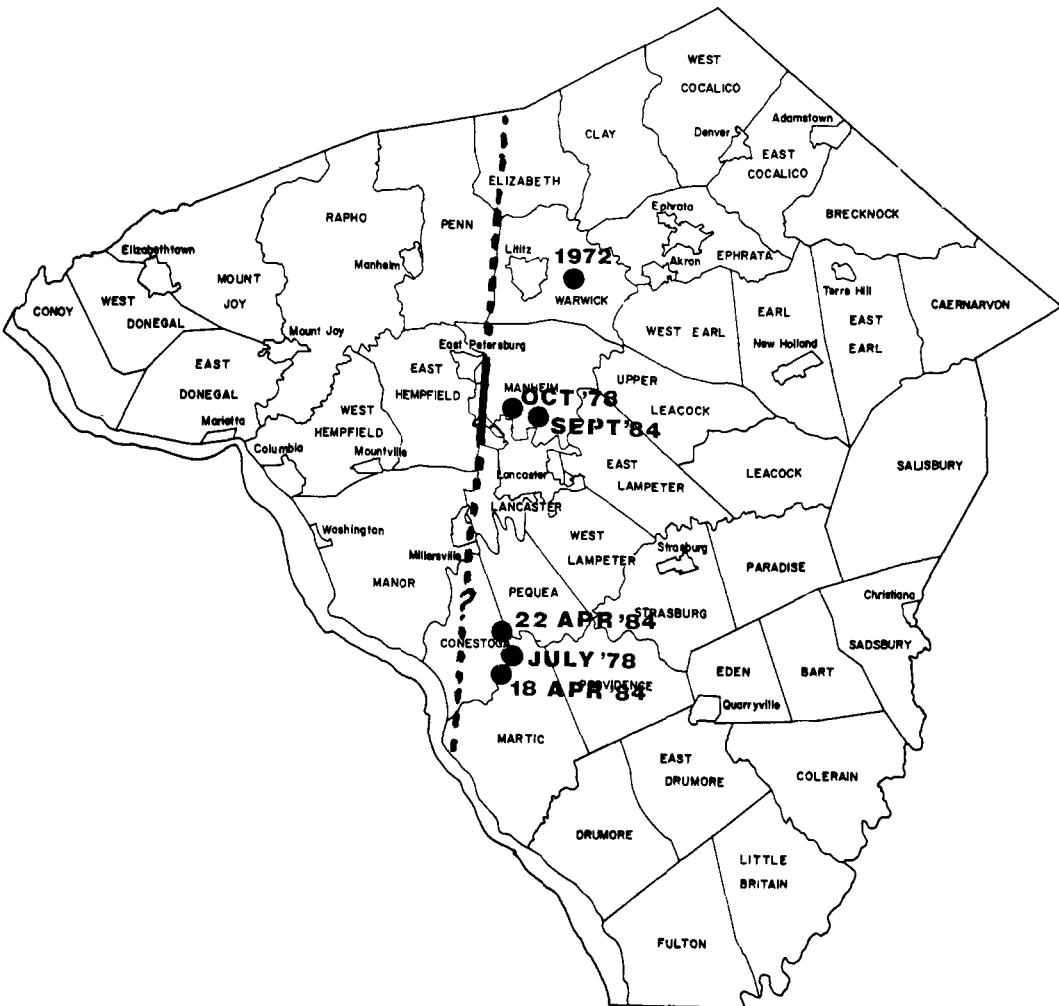 WEST
COCALICO
Adamstown
CLAY
Denver
EAST
COCALICO
ELIZABETH
BRECKNOCK
RAPHO
PENN
Ephrata
Elizabethtown
Lititz
1972
Akron
EPHRATA
Manheim
MOUNT
JOY
WARWICK
Terre Hill
CAERNARVON
CONOY
WEST
DONEGAL
EARL
EAST
EARL
WEST EARL
Mount Joy
East Petersburg
New Holland
EAST
DONEGAL
EAST
HEMPFIELD
MANHEIM
UPPER
LEACOCK
OCT '78
SEPT '84
WEST
HEMPFIELD
Marietta
Columbia
Mountville
Lancaster
EAST
LAMPETER
LEACOCK
SALISBURY
LANCASTER
Washington
WEST
LAMPETER
Strasburg
Millersville
MANOR
PEQUEA
PARADISE
Christiana
?
STRASBURG
22 APR '84
CONESTOGA
SADSBURY
JULY '78
EDEN
BART
18 APR '84
PROVIDENCE
Quarryville
MARTIC
EAST
DRUMORE
COLERAIN
DRUMORE
LITTLE
BRITAIN
FULTON